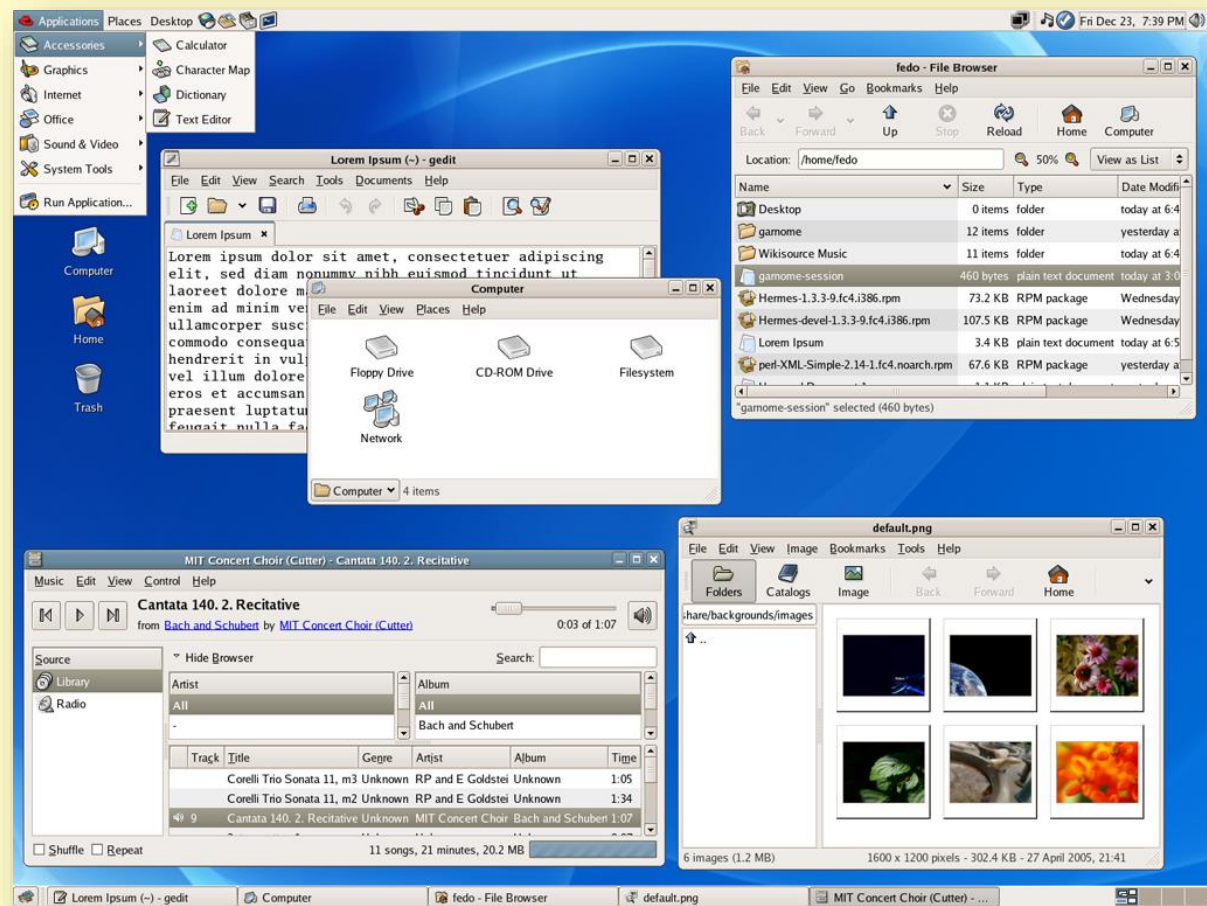 Applications Places Desktop
Fri Dec 23, 7:39 PM
Accessories
Graphics
Internet
Office
Sound & Video
System Tools
Run Application...
Calculator
Character Map
Dictionary
Text Editor
Computer
Home
Trash
Lorem Ipsum (~) - gedit
File Edit View Search Tools Documents Help
Lorem Ipsum
Lorem ipsum dolor sit amet, consectetuer adipiscing
elit, sed diam nonummy nibh euismod tincidunt ut
laoreet dolore m
enim ad minim ve
ullamcorper susc
commodo consequa
hendrerit in vulp
vel illum dolore
eros et accumsan
praesent luptatu
feugait nulla fa
Computer
File Edit View Places Help
Floppy Drive CD-ROM Drive Filesystem
Network
Computer 4 items
fedo - File Browser
File Edit View Go Bookmarks Help
Back Forward Up Stop Reload Home Computer
Location: /home/fedo 50% View as List
Name Size Type Date Modifi
Desktop 0 items folder today at 6:4
gamome 12 items folder yesterday a
Wikisource Music 11 items folder today at 6:4
gamome-session 460 bytes plain text document today at 3:0
Hermes-1.3.3-9.fc4.i386.rpm 73.2 KB RPM package Wednesday
Hermes-devel-1.3.3-9.fc4.i386.rpm 107.5 KB RPM package Wednesday
Lorem Ipsum 3.4 KB plain text document today at 6:5
perl-XML-Simple-2.14-1.fc4.noarch.rpm 67.6 KB RPM package yesterday a
"gamome-session" selected (460 bytes)
MIT Concert Choir (Cutter) - Cantata 140. 2. Recitative
Music Edit View Control Help
Cantata 140. 2. Recitative
from Bach and Schubert by MIT Concert Choir (Cutter) 0:03 of 1:07
Source
Library
Radio
Hide Browser Search:
Artist Album
All All
- Bach and Schubert
Track Title Genre Artist Album Time
Corelli Trio Sonata 11, m3 Unknown RP and E Goldstei Unknown 1:05
Corelli Trio Sonata 11, m2 Unknown RP and E Goldstei Unknown 1:34
9 Cantata 140. 2. Recitative Unknown MIT Concert Choir Bach and Schuber 1:07
Shuffle Repeat 11 songs, 21 minutes, 20.2 MB
default.png
File Edit View Image Bookmarks Tools Help
Folders Catalogs Image Back Forward Home
share/backgrounds/images
..
6 images (1.2 MB) 1600 x 1200 pixels - 302.4 KB - 27 April 2005, 21:41
Lorem Ipsum (~) - gedit Computer fedo - File Browser default.png MIT Concert Choir (Cutter) - ...